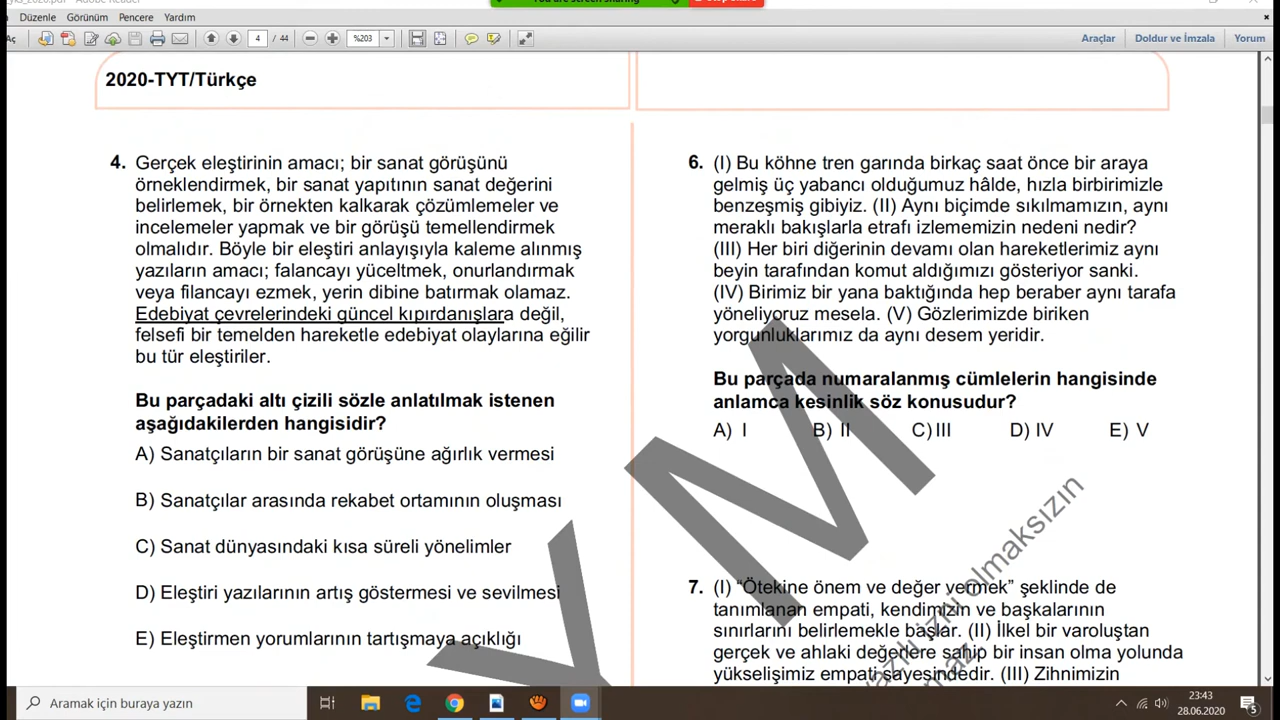 Düzenle Görünüm Pencere Yardım
4 / 44
%203
Araçlar Doldur ve İmzala Yorum
2020-TYT/Türkçe
4. Gerçek eleştirinin amacı; bir sanat görüşünü
örneklendirmek, bir sanat yapıtının sanat değerini
belirlemek, bir örnekten kalkarak çözümlemeler ve
incelemeler yapmak ve bir görüşü temellendirmek
olmalıdır. Böyle bir eleştiri anlayışıyla kaleme alınmış
yazıların amacı; falancayı yüceltmek, onurlandırmak
veya filancayı ezmek, yerin dibine batırmak olamaz.
Edebiyat çevrelerindeki güncel kıpırdanışlara değil,
felsefi bir temelden hareketle edebiyat olaylarına eğilir
bu tür eleştiriler.
Bu parçadaki altı çizili sözle anlatılmak istenen
aşağıdakilerden hangisidir?
A) Sanatçıların bir sanat görüşüne ağırlık vermesi
B) Sanatçılar arasında rekabet ortamının oluşması
C) Sanat dünyasındaki kısa süreli yönelimler
D) Eleştiri yazılarının artış göstermesi ve sevilmesi
E) Eleştirmen yorumlarının tartışmaya açıklığı
6. (I) Bu köhne tren garında birkaç saat önce bir araya
gelmiş üç yabancı olduğumuz hâlde, hızla birbirimizle
benzeşmiş gibiyiz. (II) Aynı biçimde sıkılmamızın, aynı
meraklı bakışlarla etrafı izlememizin nedeni nedir?
(III) Her biri diğerinin devamı olan hareketlerimiz aynı
beyin tarafından komut aldığımızı gösteriyor sanki.
(IV) Birimiz bir yana baktığında hep beraber aynı tarafa
yöneliyoruz mesela. (V) Gözlerimizde biriken
yorgunluklarımız da aynı desem yeridir.
Bu parçada numaralanmış cümlelerin hangisinde
anlamca kesinlik söz konusudur?
A) I B) II C) III D) IV E) V
7. (I) “Ötekine önem ve değer vermek” şeklinde de
tanımlanan empati, kendimizin ve başkalarının
sınırlarını belirlemekle başlar. (II) İlkel bir varoluştan
gerçek ve ahlaki değerlere sahip bir insan olma yolunda
yükselişimiz empati sayesindedir. (III) Zihnimizin
YM
yazılı izni olmaksızın
Aramak için buraya yazın
23:43
28.06.2020
5